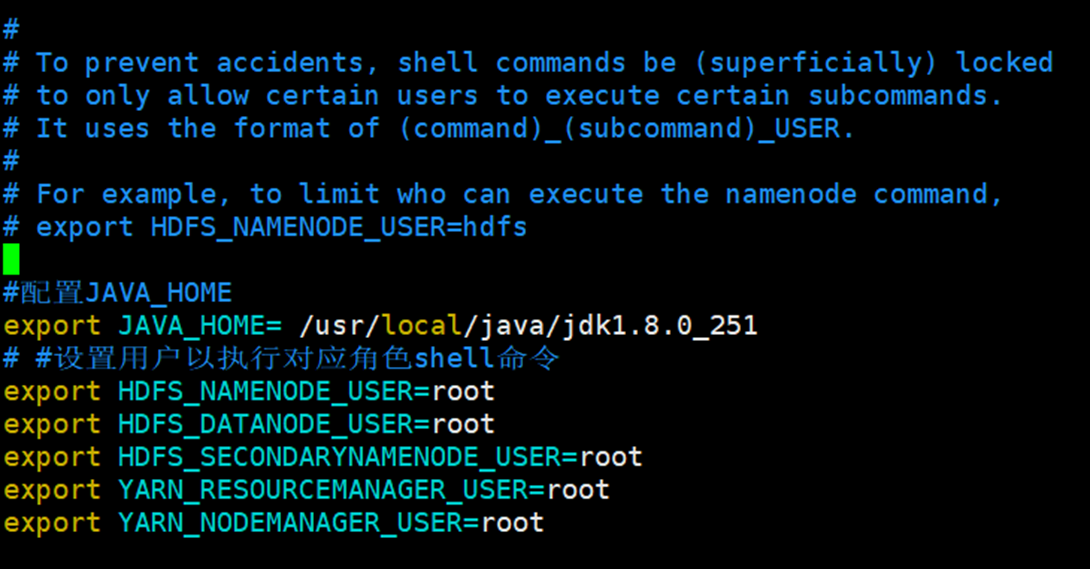 #
# To prevent accidents, shell commands be (superficially) locked
# to only allow certain users to execute certain subcommands.
# It uses the format of (command)_(subcommand)_USER.
#
# For example, to limit who can execute the namenode command,
# export HDFS_NAMENODE_USER=hdfs
#配置JAVA_HOME
export JAVA_HOME= /usr/local/java/jdk1.8.0_251
# #设置用户以执行对应角色shell命令
export HDFS_NAMENODE_USER=root
export HDFS_DATANODE_USER=root
export HDFS_SECONDARYNAMENODE_USER=root
export YARN_RESOURCEMANAGER_USER=root
export YARN_NODEMANAGER_USER=root